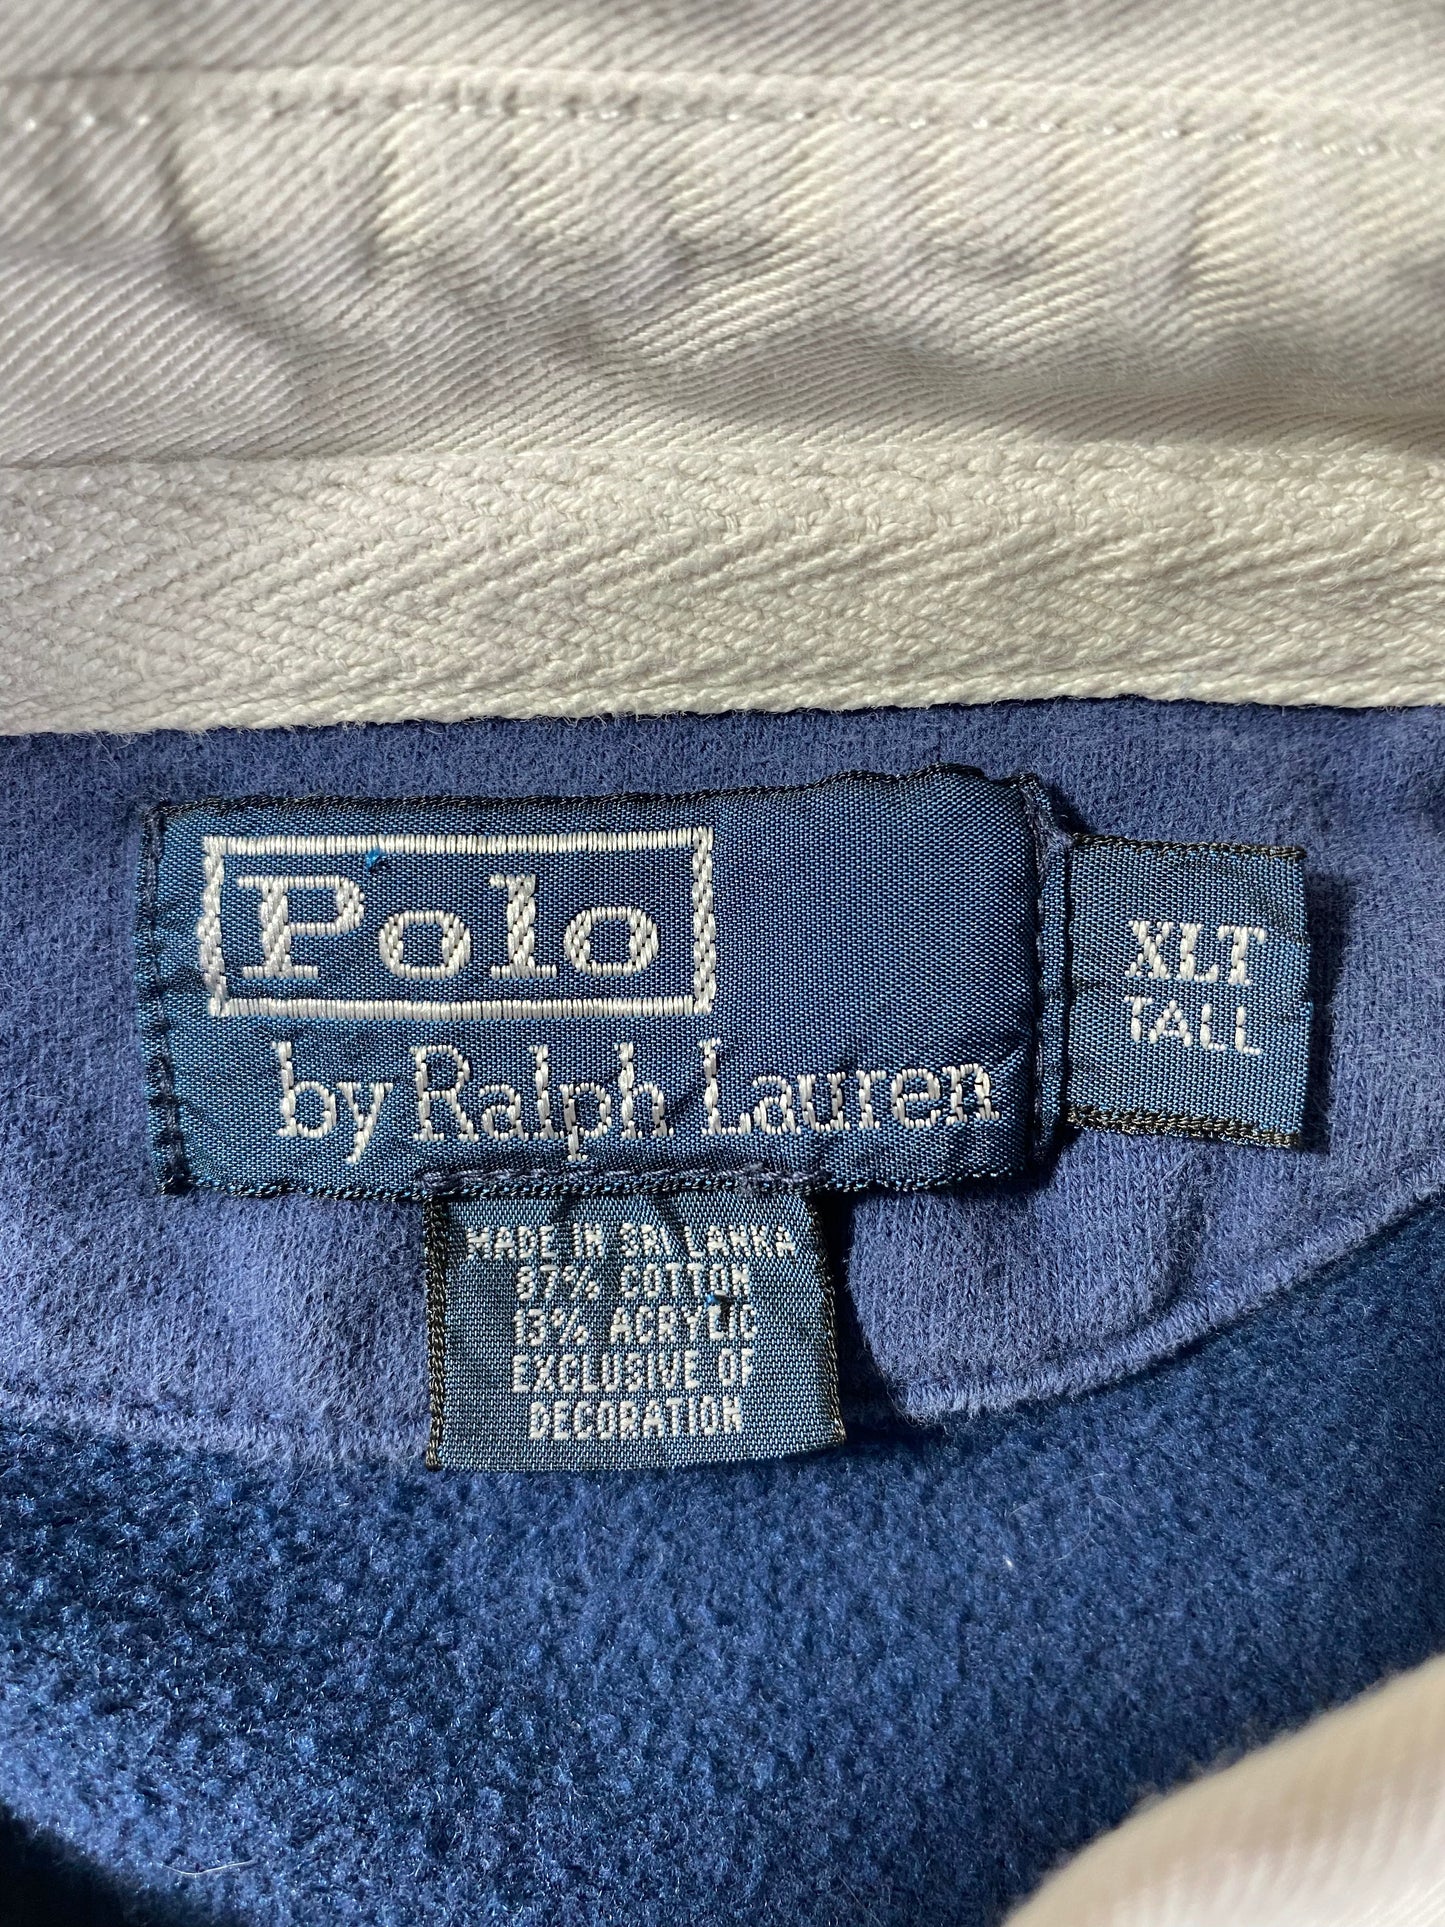 Polo
by Ralph Lauren
XLT
TALL
MADE IN SRI LANKA
87% COTTON
13% ACRYLIC
EXCLUSIVE OF
DECORATION